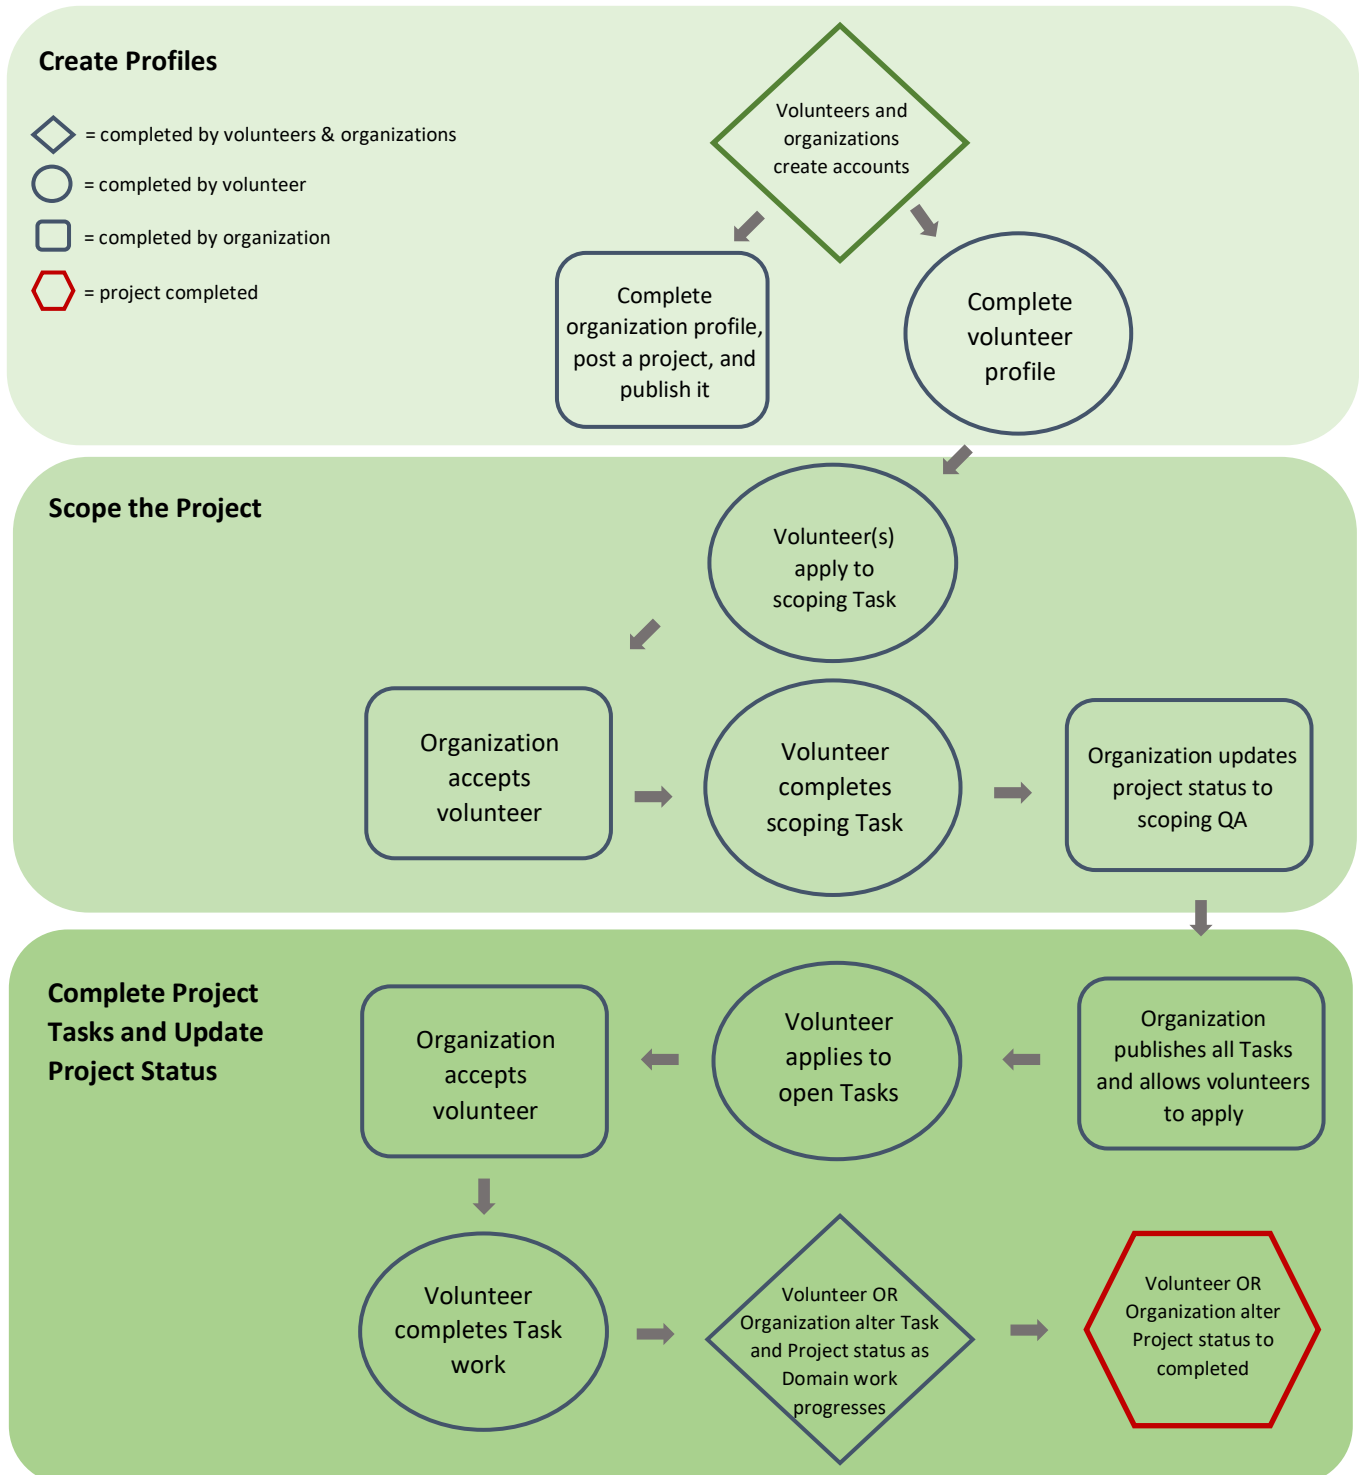 Create Profiles
= completed by volunteers & organizations
= completed by volunteer
= completed by organization
= project completed
Volunteers and
organizations
create accounts
Complete
organization profile,
post a project, and
publish it
Complete
volunteer
profile
Scope the Project
Volunteer(s)
apply to
scoping Task
Organization
accepts
volunteer
Volunteer
completes
scoping Task
Organization updates
project status to
scoping QA
Complete Project
Tasks and Update
Project Status
Organization
accepts
volunteer
Volunteer
applies to
open Tasks
Organization
publishes all Tasks
and allows volunteers
to apply
Volunteer
completes Task
work
Volunteer OR
Organization alter Task
and Project status as
Domain work
progresses
Volunteer OR
Organization alter
Project status to
completed